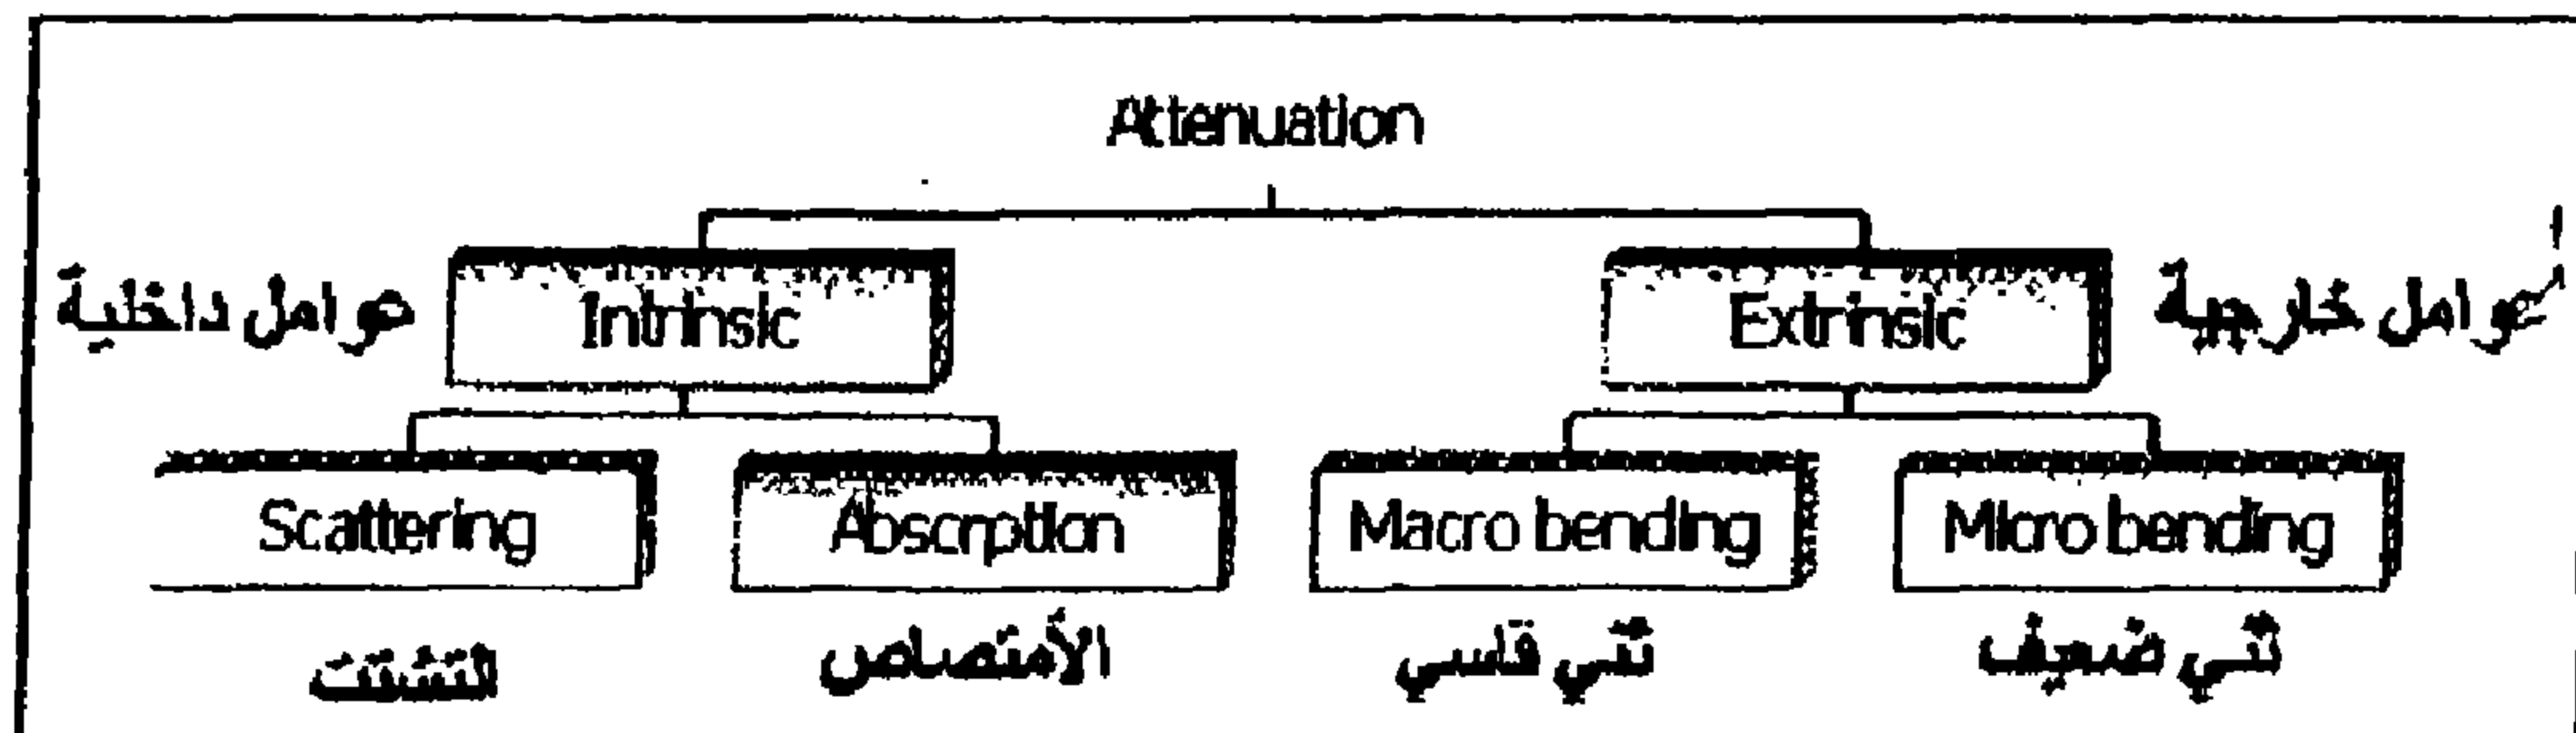 Attenuation
عوامل داخلية Intrinsic Extrinsic عوامل خارجية
Scattering Absorption Macro bending Micro bending
التشتت الأمتصاص ثني قاسي ثني ضعيف